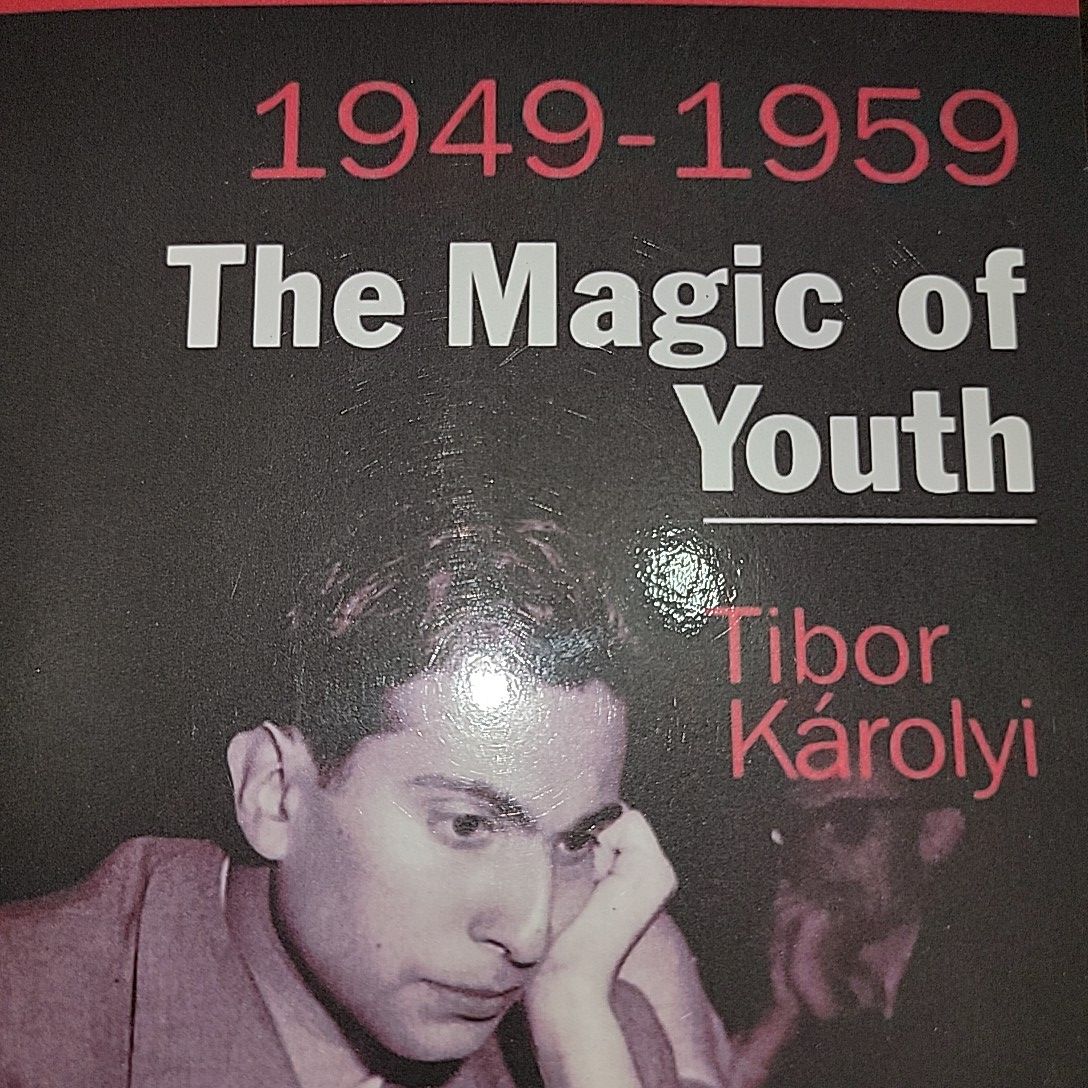 1949-1959
The Magic of
Youth
Tibor
Károlyi